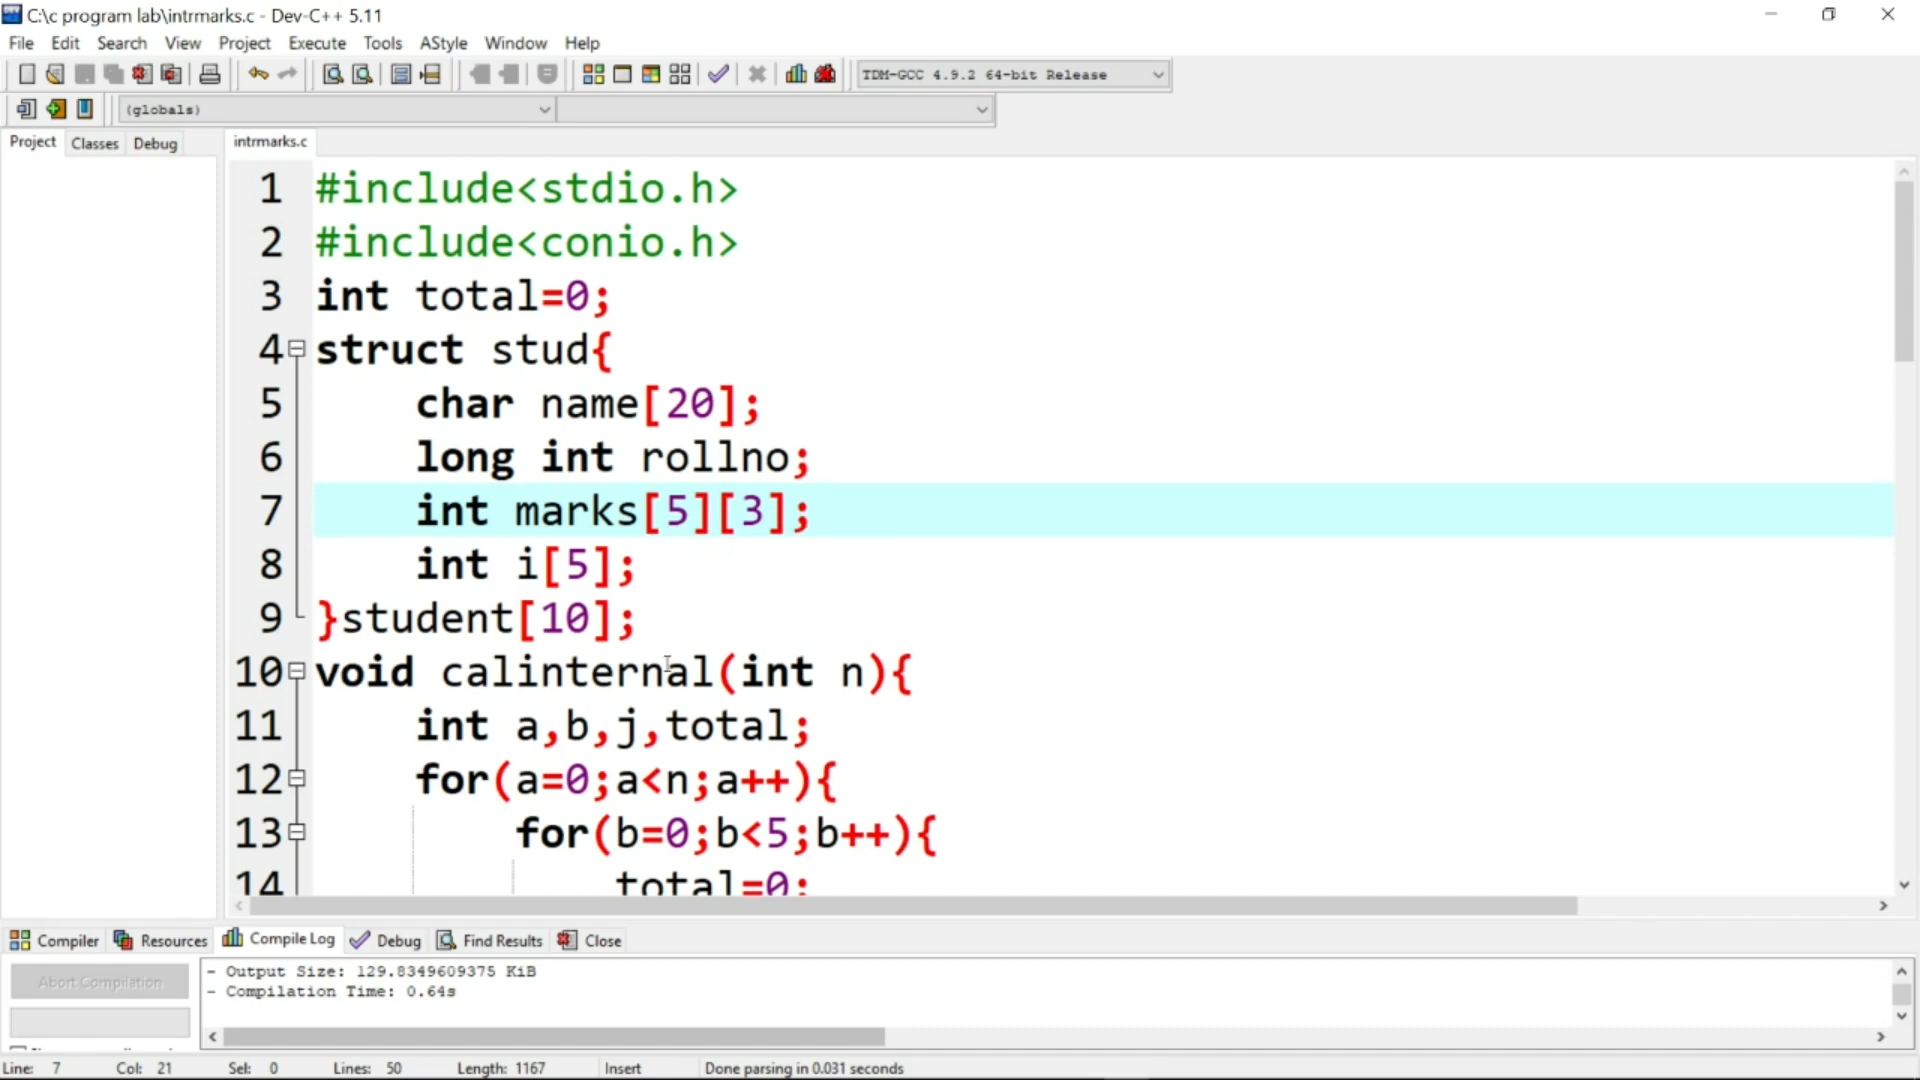 C:\c program lab\intrmarks.c - Dev-C++ 5.11
File Edit Search View Project Execute Tools AStyle Window Help
TDM-GCC 4.9.2 64-bit Release
(globals)
Project Classes Debug
intrmarks.c
1 #include<stdio.h>
2 #include<conio.h>
3 int total=0;
4 struct stud{
5 char name[20];
6 long int rollno;
7 int marks[5][3];
8 int i[5];
9 }student[10];
10 void calinternal(int n){
11 int a,b,j,total;
12 for(a=0;a<n;a++){
13 for(b=0;b<5;b++){
14 total=0;
Compiler Resources Compile Log Debug Find Results Close
Abort Compilation
- Output Size: 129.8349609375 KiB
- Compilation Time: 0.64s
Line: 7 Col: 21 Sel: 0 Lines: 50 Length: 1167 Insert Done parsing in 0.031 seconds